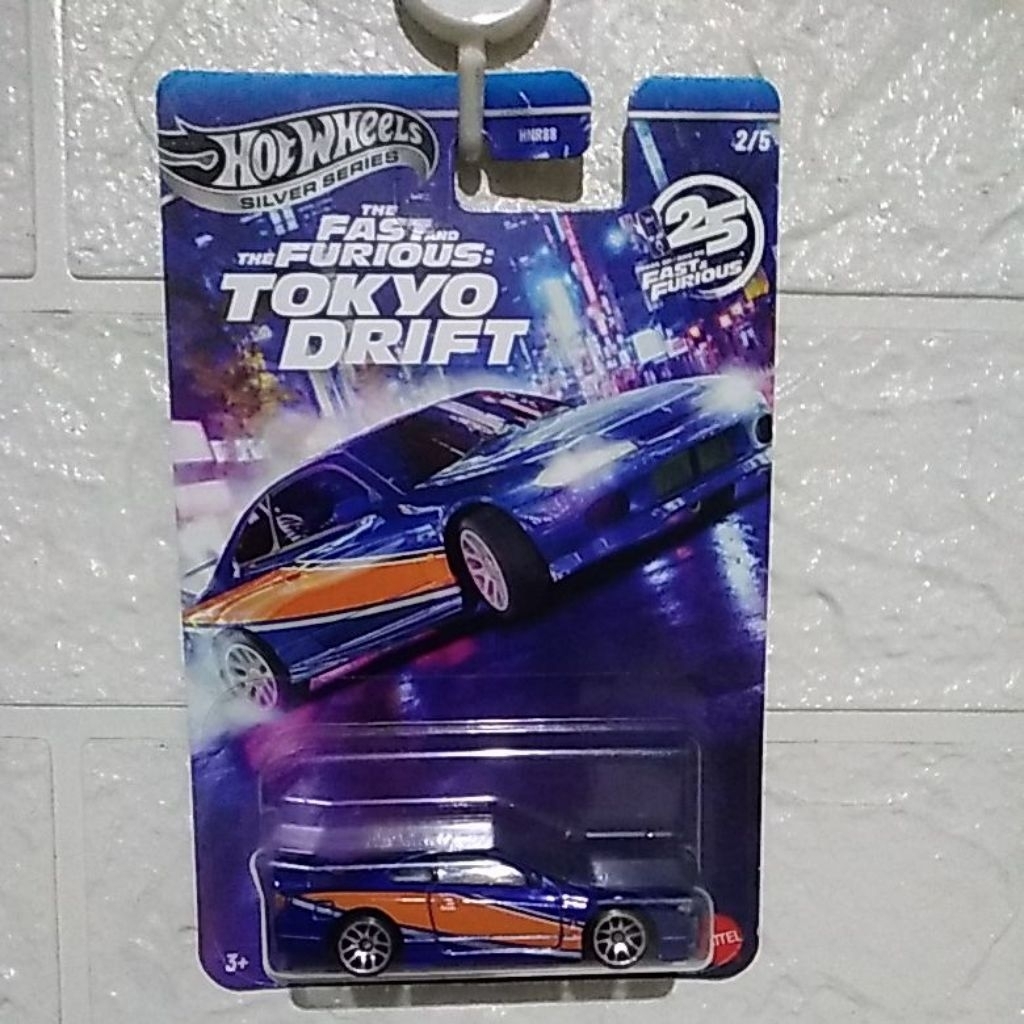 HNR88
2/5
HOT WHEELS
SILVER SERIES
THE
FAST AND
THE FURIOUS:
TOKYO
DRIFT
25
FAST &
FURIOUS
3+